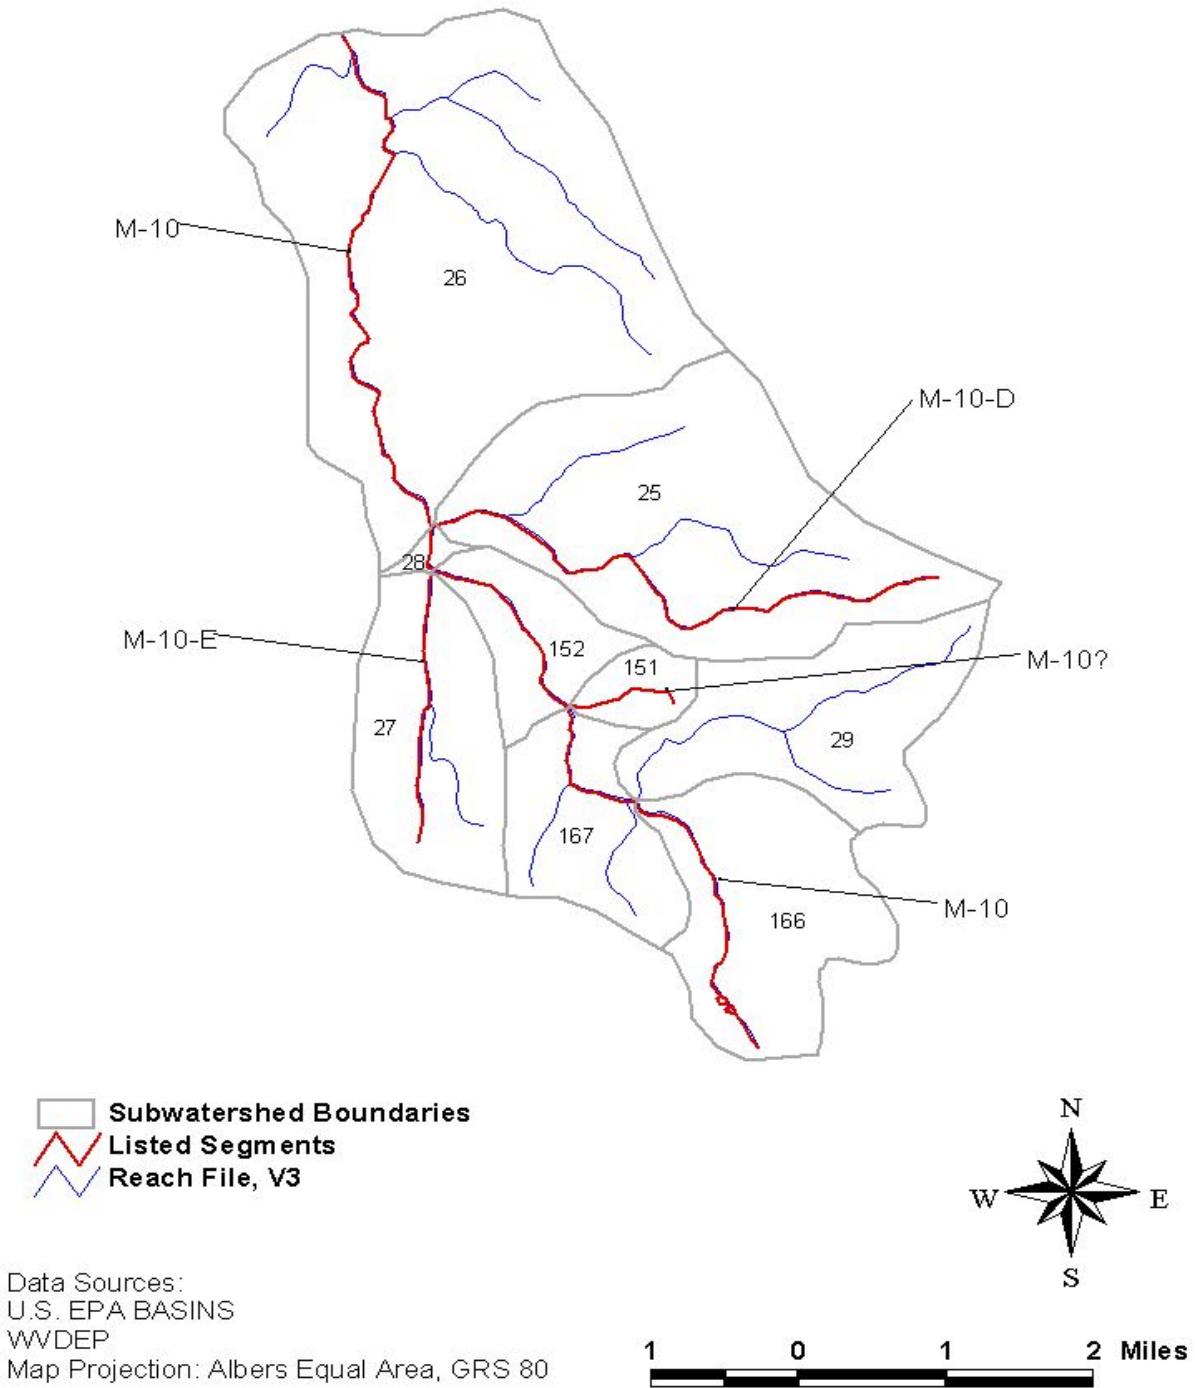 M-10
26
M-10-D
25
28
M-10-E
152
151
M-10?
27
29
167
M-10
166
Subwatershed Boundaries
Listed Segments
Reach File, V3
N
W E
S
Data Sources:
U.S. EPA BASINS
WVDEP
Map Projection: Albers Equal Area, GRS 80
1 0 1 2 Miles